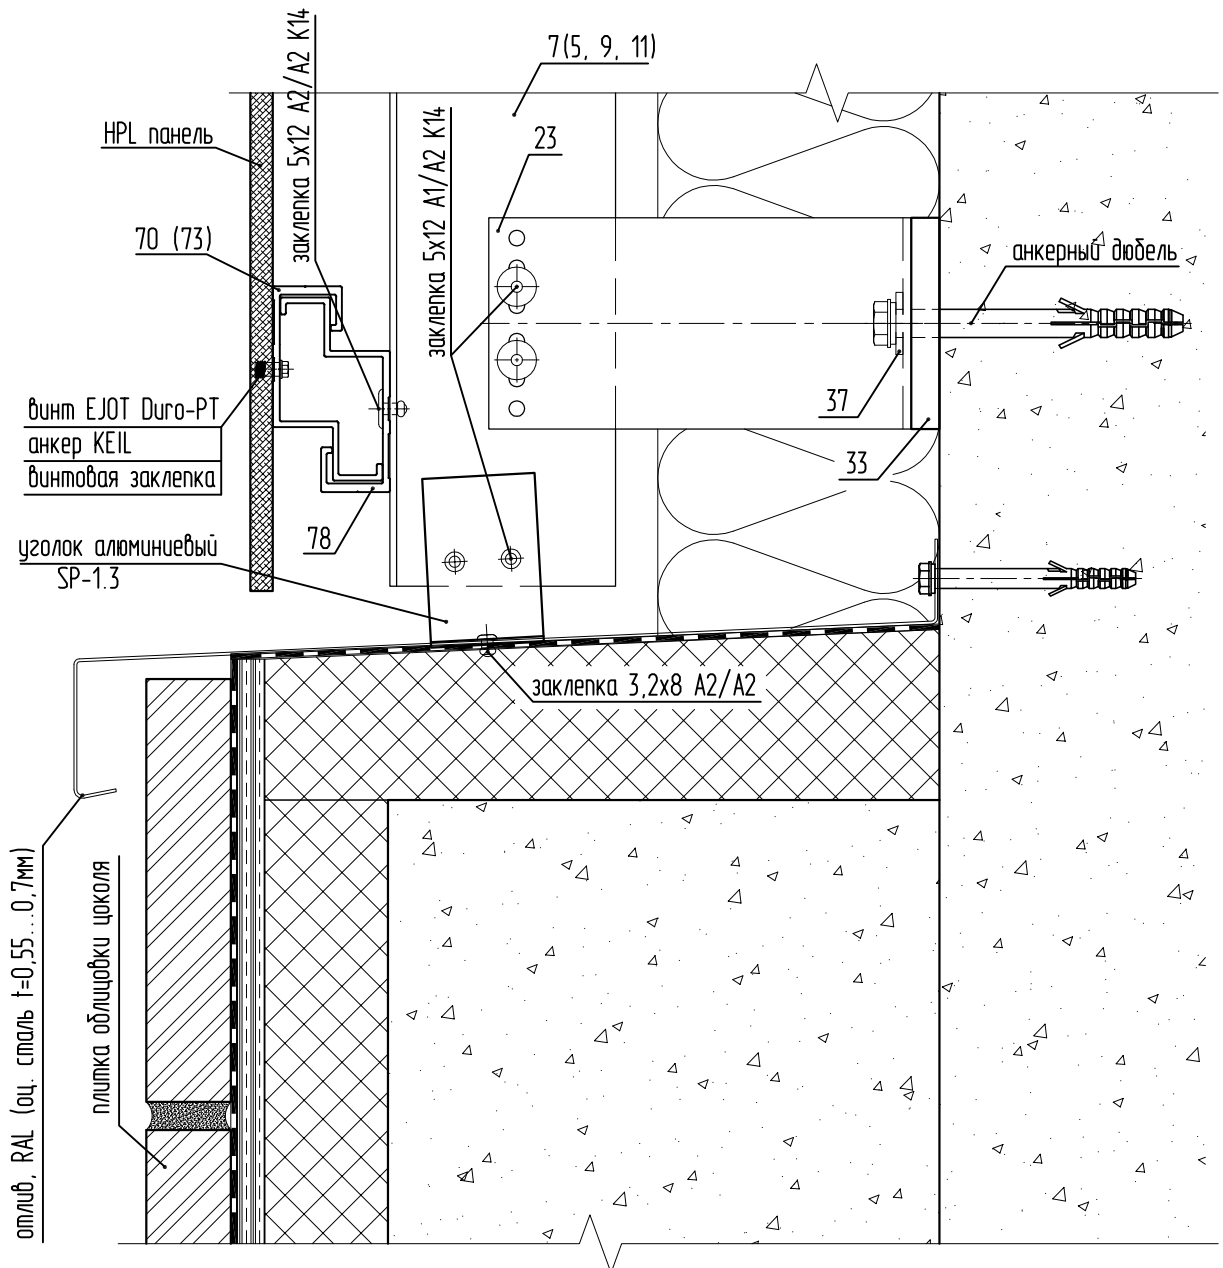 7(5, 9, 11)
заклепка 5х12 А2/А2 К14
HPL панель
23
заклепка 5х12 А1/А2 К14
70 (73)
анкерный дюбель
винт EJOT Duro-PT
анкер KEIL
винтовая заклепка
37
33
78
уголок алюминиевый
SP-1.3
заклепка 3,2х8 А2/А2
отлив, RAL (оц. сталь t=0,55...0,7мм)
плитка облицовки цоколя